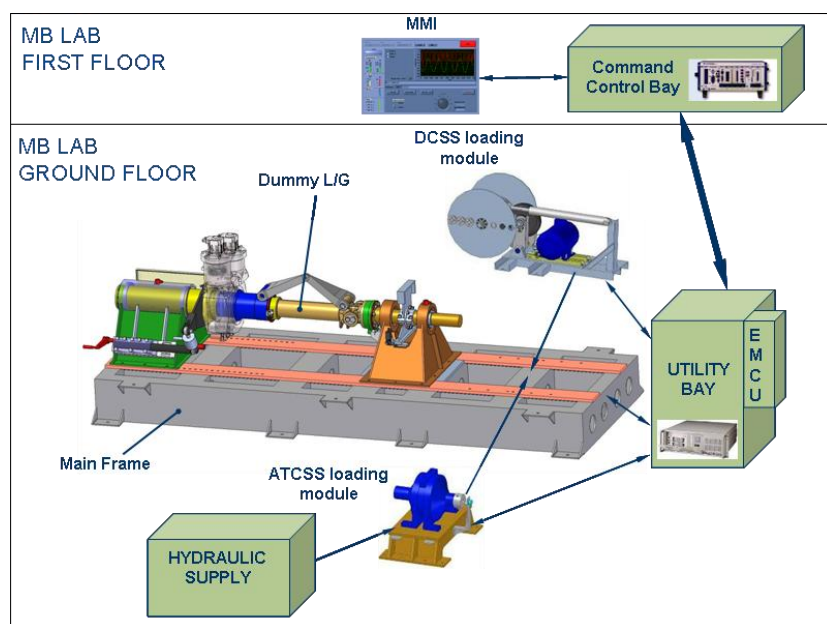 MB LAB
FIRST FLOOR
MMI
Command
Control Bay
MB LAB
GROUND FLOOR
DCSS loading
module
Dummy L/G
EMCU
UTILITY
BAY
Main Frame
ATCSS loading
module
HYDRAULIC
SUPPLY